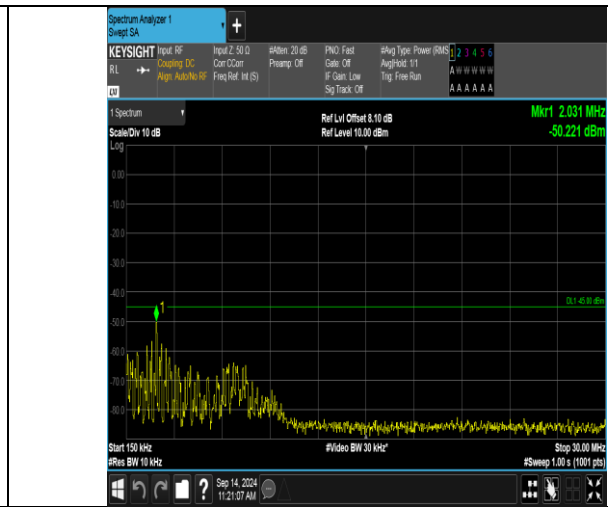 Spectrum Analyzer 1
Swept SA
+
KEYSIGHT Input: RF Input Z: 50 Ω #Atten: 20 dB PNO: Fast #Avg Type: Power (RMS 1 2 3 4 5 6
RL Coupling: DC Corr CCorr Preamp: Off Gate: Off Avg|Hold: 1/1 A W W W W W
Align: Auto/No RF Freq Ref: Int (S) IF Gain: Low Trig: Free Run
Sig Track: Off A A A A A A
LXI
1 Spectrum Ref Lvl Offset 8.10 dB Mkr1 2.031 MHz
Scale/Div 10 dB Ref Level 10.00 dBm -50.221 dBm
Log
0.00
-10.0
-20.0
-30.0
DL1 -45.00 dBm
-40.0
1
-50.0
-60.0
-70.0
-80.0
Start 150 kHz #Video BW 30 kHz* Stop 30.00 MHz
#Res BW 10 kHz #Sweep 1.00 s (1001 pts)
? Sep 14, 2024
11:21:07 AM